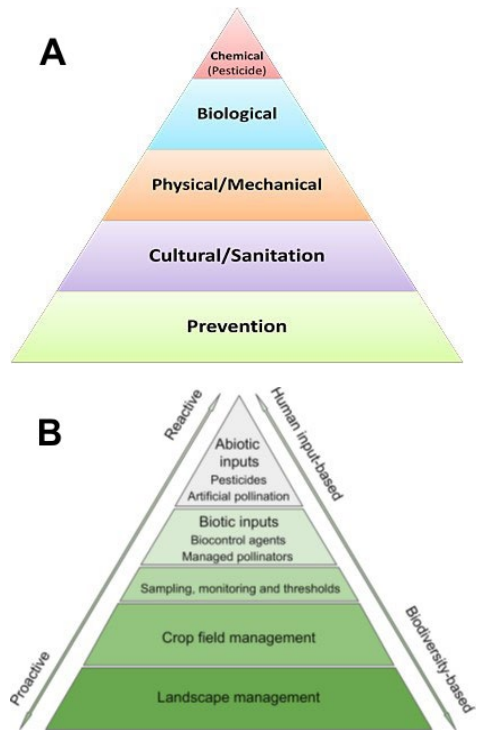 A
Chemical
(Pesticide)
Biological
Physical/Mechanical
Cultural/Sanitation
Prevention
B
Reactive
Human input-based
Abiotic
inputs
Pesticides
Artificial pollination
Biotic inputs
Biocontrol agents
Managed pollinators
Sampling, monitoring and thresholds
Crop field management
Landscape management
Proactive
Biodiversity-based